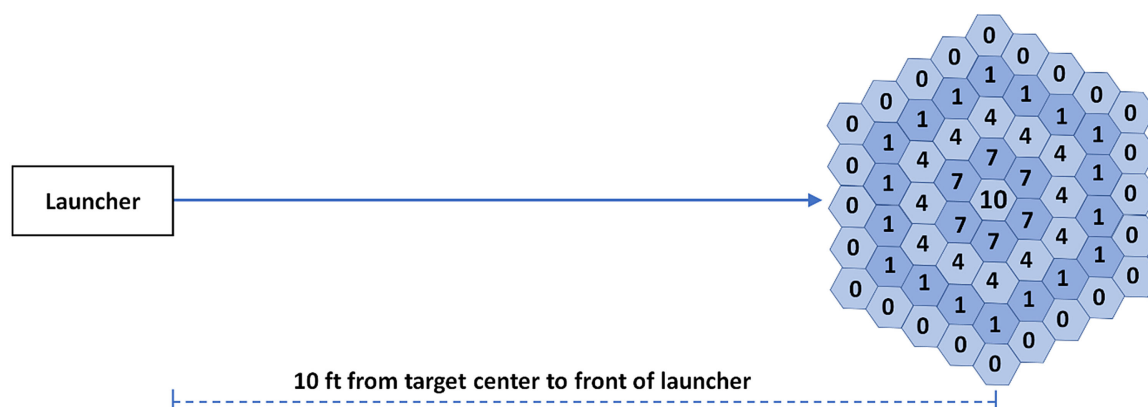 0
0 0
0 1 0
0 1 1 0
0 1 4 1 0
1 4 4 1
0 4 7 4 0
1 7 7 1
Launcher
0 4 10 4 0
1 7 7 1
0 4 7 4 0
1 4 4 1
0 1 4 1 0
0 1 1 0
0 1 0
0 0
0
10 ft from target center to front of launcher